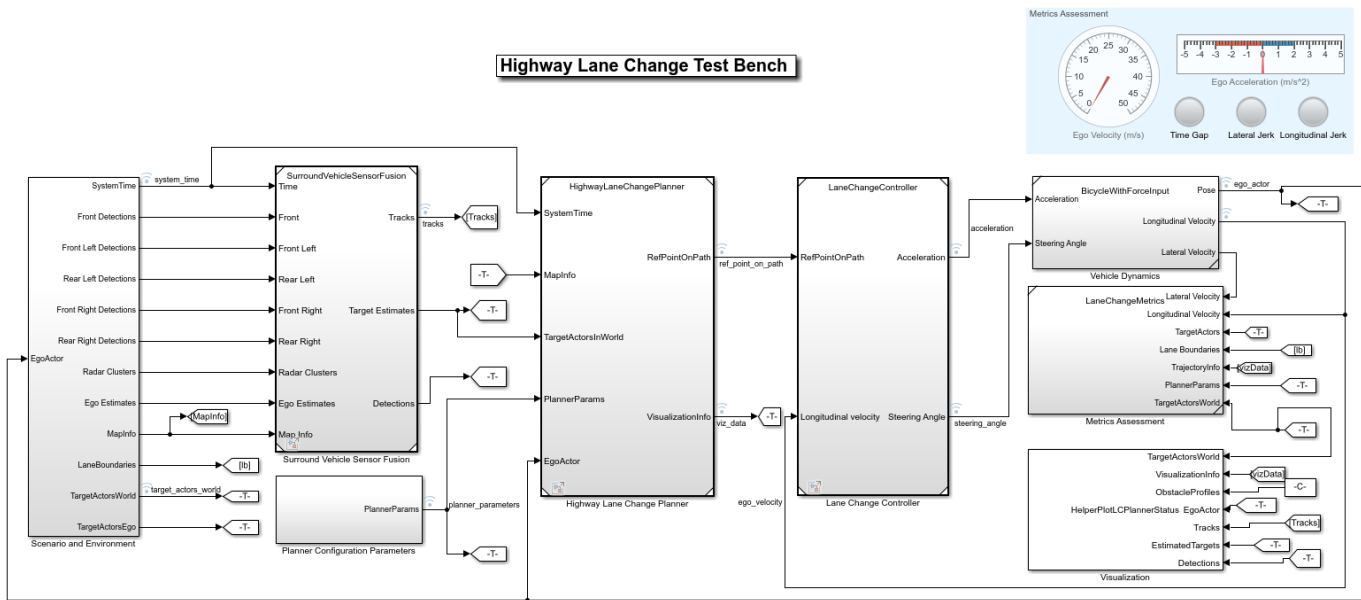 Metrics Assessment
0
5
10
15
20
25
30
35
40
45
50
Ego Velocity (m/s)
-5 -4 -3 -2 -1 0 1 2 3 4 5
Ego Acceleration (m/s^2)
Time Gap
Lateral Jerk
Longitudinal Jerk
Highway Lane Change Test Bench
SystemTime
Front Detections
Front Left Detections
Rear Left Detections
Front Right Detections
Rear Right Detections
EgoActor
Radar Clusters
Ego Estimates
MapInfo
LaneBoundaries
TargetActorsWorld
TargetActorsEgo
Scenario and Environment
system_time
[MapInfo]
[lb]
target_actors_world
-T-
-T-
SurroundVehicleSensorFusion
Time
Front
Front Left
Rear Left
Front Right
Rear Right
Radar Clusters
Ego Estimates
Map Info
Tracks
Target Estimates
Detections
Surround Vehicle Sensor Fusion
tracks
[Tracks]
-T-
-T-
PlannerParams
Planner Configuration Parameters
planner_parameters
-T-
-T-
HighwayLaneChangePlanner
SystemTime
MapInfo
TargetActorsInWorld
PlannerParams
EgoActor
RefPointOnPath
VisualizationInfo
Highway Lane Change Planner
ref_point_on_path
viz_data
-T-
ego_velocity
LaneChangeController
RefPointOnPath
Longitudinal velocity
Acceleration
Steering Angle
Lane Change Controller
acceleration
steering_angle
BicycleWithForceInput
Acceleration
Steering Angle
Pose
Longitudinal Velocity
Lateral Velocity
Vehicle Dynamics
ego_actor
-T-
LaneChangeMetrics
Lateral Velocity
Longitudinal Velocity
TargetActors
Lane Boundaries
TrajectoryInfo
PlannerParams
TargetActorsWorld
Metrics Assessment
-T-
[lb]
[vizData]
-T-
-T-
TargetActorsWorld
VisualizationInfo
ObstacleProfiles
HelperPlotLCPlannerStatus
EgoActor
Tracks
EstimatedTargets
Detections
Visualization
[vizData]
-C-
-T-
[Tracks]
-T-
-T-